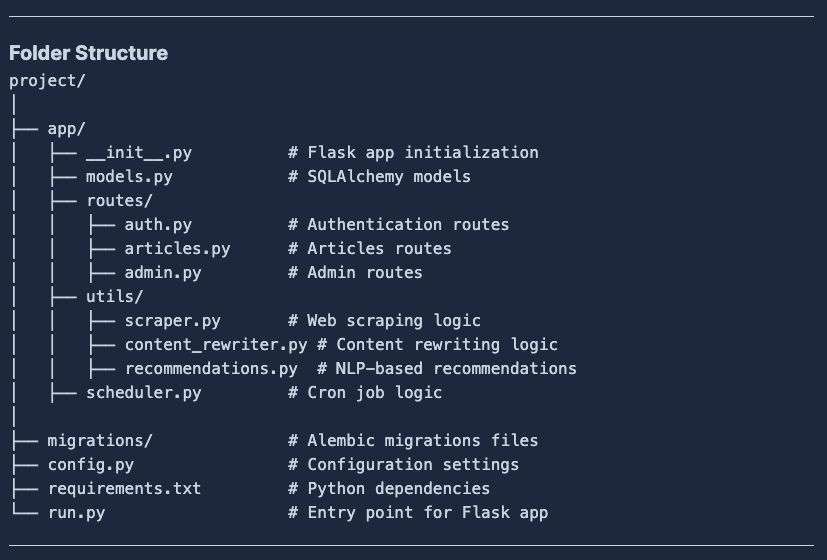 Folder Structure
project/
│
├── app/
│   ├── __init__.py          # Flask app initialization
│   ├── models.py            # SQLAlchemy models
│   ├── routes/
│   │   ├── auth.py          # Authentication routes
│   │   ├── articles.py      # Articles routes
│   │   ├── admin.py         # Admin routes
│   ├── utils/
│   │   ├── scraper.py       # Web scraping logic
│   │   ├── content_rewriter.py # Content rewriting logic
│   │   ├── recommendations.py  # NLP-based recommendations
│   ├── scheduler.py         # Cron job logic
│
├── migrations/              # Alembic migrations files
├── config.py                # Configuration settings
├── requirements.txt         # Python dependencies
└── run.py                   # Entry point for Flask app